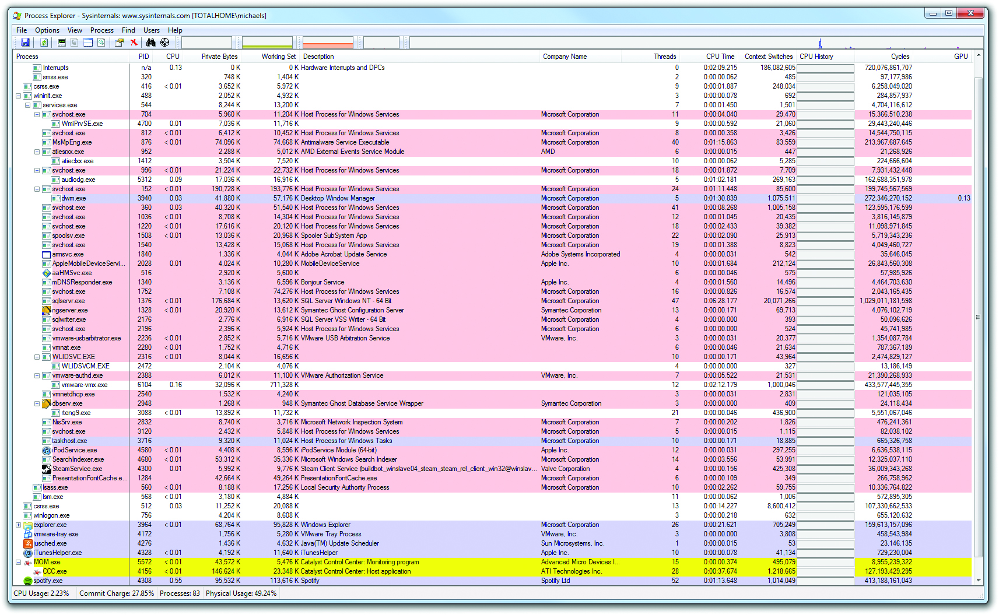 Process Explorer - Sysinternals: www.sysinternals.com [TOTALHOME\michaels]
File Options View Process Find Users Help
Process PID CPU Private Bytes Working Set Description Company Name Threads CPU Time Context Switches CPU History Cycles GPU
Interrupts n/a 0.13 0 K 0 K Hardware Interrupts and DPCs 0 0:02:09.215 186,082,605 720,076,861,707
smss.exe 320 748 K 1,404 K 2 0:00:00.062 485 97,177,986
csrss.exe 416 < 0.01 3,652 K 5,972 K 9 0:00:01.887 248,034 6,258,049,020
wininit.exe 488 2,052 K 4,932 K 3 0:00:00.078 692 284,857,937
services.exe 544 8,244 K 13,200 K 7 0:00:01.450 1,501 4,704,116,612
svchost.exe 704 5,960 K 11,204 K Host Process for Windows Services Microsoft Corporation 11 0:00:04.040 29,470 15,366,510,238
WmiPrvSE.exe 4700 0.01 7,036 K 11,716 K 9 0:00:00.592 21,060 29,443,240,446
svchost.exe 812 < 0.01 6,412 K 10,452 K Host Process for Windows Services Microsoft Corporation 8 0:00:00.358 3,426 14,544,750,115
MsMpEng.exe 876 < 0.01 74,096 K 74,668 K Antimalware Service Executable Microsoft Corporation 40 0:01:15.863 83,559 213,967,687,645
atiesrxx.exe 952 2,288 K 5,012 K AMD External Events Service Module AMD 6 0:00:00.015 447 21,268,926
atieclxx.exe 1412 3,504 K 7,520 K 10 0:00:00.062 5,285 224,666,604
svchost.exe 996 < 0.01 21,224 K 22,732 K Host Process for Windows Services Microsoft Corporation 18 0:00:01.872 7,709 7,931,432,448
audiodg.exe 5312 0.09 17,036 K 16,916 K 5 0:01:02.181 269,163 162,688,351,978
svchost.exe 152 < 0.01 190,728 K 193,776 K Host Process for Windows Services Microsoft Corporation 24 0:01:11.448 85,600 199,745,567,569
dwm.exe 3940 0.03 41,880 K 57,176 K Desktop Window Manager Microsoft Corporation 5 0:01:30.839 1,075,511 272,346,270,152 0.13
svchost.exe 360 0.03 40,320 K 51,540 K Host Process for Windows Services Microsoft Corporation 41 0:00:08.268 1,005,158 123,595,176,599
svchost.exe 1036 < 0.01 8,708 K 14,304 K Host Process for Windows Services Microsoft Corporation 12 0:00:01.045 20,435 3,816,145,879
svchost.exe 1220 < 0.01 17,616 K 20,120 K Host Process for Windows Services Microsoft Corporation 18 0:00:02.433 39,382 11,098,971,845
spoolsv.exe 1508 < 0.01 13,036 K 20,968 K Spooler SubSystem App Microsoft Corporation 22 0:00:02.090 25,913 5,719,343,236
svchost.exe 1540 13,428 K 15,068 K Host Process for Windows Services Microsoft Corporation 19 0:00:01.388 8,823 4,049,460,727
armsvc.exe 1840 1,336 K 4,044 K Adobe Acrobat Update Service Adobe Systems Incorporated 4 0:00:00.031 542 35,646,045
AppleMobileDeviceServi... 2028 0.01 4,024 K 10,280 K MobileDeviceService Apple Inc. 10 0:00:01.684 212,124 26,843,560,308
aaHMSvc.exe 516 2,920 K 5,600 K 6 0:00:00.046 575 57,985,926
mDNSResponder.exe 1340 3,136 K 6,596 K Bonjour Service Apple Inc. 4 0:00:01.560 14,496 4,464,703,630
svchost.exe 1752 7,108 K 74,276 K Host Process for Windows Services Microsoft Corporation 16 0:00:00.826 16,574 2,043,165,435
sqlservr.exe 1376 < 0.01 176,684 K 13,620 K SQL Server Windows NT - 64 Bit Microsoft Corporation 47 0:06:28.177 20,071,266 1,029,011,181,598
ngserver.exe 1328 < 0.01 20,920 K 13,612 K Symantec Ghost Configuration Server Symantec Corporation 13 0:00:00.171 69,713 4,076,102,719
sqlwriter.exe 2176 2,776 K 6,916 K SQL Server VSS Writer - 64 Bit Microsoft Corporation 4 0:00:00.000 393 50,096,626
svchost.exe 2196 2,396 K 5,924 K Host Process for Windows Services Microsoft Corporation 6 0:00:00.000 524 45,741,985
vmware-usbarbitrator.exe 2236 < 0.01 2,852 K 5,716 K VMware USB Arbitration Service VMware, Inc. 3 0:00:00.031 20,377 1,354,087,784
vmnat.exe 2280 < 0.01 1,752 K 4,716 K 6 0:00:00.046 21,634 787,367,189
WLIDSVC.EXE 2316 < 0.01 8,044 K 16,656 K 10 0:00:00.171 43,964 2,474,829,127
WLIDSVCM.EXE 2472 2,104 K 4,076 K 4 0:00:00.000 327 13,186,149
vmware-authd.exe 2388 6,012 K 11,100 K VMware Authorization Service VMware, Inc. 7 0:00:05.522 21,531 21,390,268,933
vmware-vmx.exe 6104 0.16 32,096 K 711,328 K 12 0:02:12.179 1,000,046 433,577,445,355
vmnetdhcp.exe 2540 1,532 K 4,240 K 3 0:00:00.031 2,831 121,035,105
dbserv.exe 2948 1,268 K 948 K Symantec Ghost Database Service Wrapper Symantec Corporation 3 0:00:00.000 409 24,118,434
rteng9.exe 3088 < 0.01 13,892 K 11,732 K 21 0:00:00.046 436,900 5,551,067,046
NisSrv.exe 2832 8,740 K 3,716 K Microsoft Network Inspection System Microsoft Corporation 7 0:00:00.202 1,826 476,241,361
svchost.exe 3120 2,432 K 5,848 K Host Process for Windows Services Microsoft Corporation 5 0:00:00.015 1,115 82,038,102
taskhost.exe 3716 9,320 K 11,024 K Host Process for Windows Tasks Microsoft Corporation 10 0:00:00.171 18,885 665,326,758
iPodService.exe 4580 < 0.01 4,408 K 8,596 K iPodService Module (64-bit) Apple Inc. 12 0:00:00.031 297,255 6,636,538,115
SearchIndexer.exe 4680 < 0.01 53,312 K 35,336 K Microsoft Windows Search Indexer Microsoft Corporation 14 0:00:03.556 53,991 12,325,037,110
SteamService.exe 4300 0.01 5,992 K 9,776 K Steam Client Service (buildbot_winslave04_steam_steam_rel_client_win32@winslav... Valve Corporation 4 0:00:00.156 425,308 36,009,343,268
PresentationFontCache.e... 1284 42,664 K 49,264 K PresentationFontCache.exe Microsoft Corporation 6 0:00:00.109 349 266,758,962
lsass.exe 560 < 0.01 8,188 K 17,256 K Local Security Authority Process Microsoft Corporation 10 0:00:02.262 59,755 10,336,764,822
lsm.exe 568 < 0.01 3,180 K 4,884 K 11 0:00:00.062 1,006 572,895,305
csrss.exe 512 0.03 11,252 K 20,088 K 13 0:00:14.227 8,600,412 107,330,662,533
winlogon.exe 756 4,204 K 8,608 K 3 0:00:00.218 632 655,120,632
explorer.exe 3964 < 0.01 68,764 K 95,828 K Windows Explorer Microsoft Corporation 26 0:00:21.621 705,249 159,613,157,096
vmware-tray.exe 4172 1,756 K 5,280 K VMware Tray Process VMware, Inc. 3 0:00:00.000 3,808 458,543,984
jusched.exe 4276 1,436 K 4,632 K Java(TM) Update Scheduler Sun Microsystems, Inc. 1 0:00:00.015 53 23,146,135
iTunesHelper.exe 4328 < 0.01 4,192 K 11,640 K iTunesHelper Apple Inc. 10 0:00:00.078 41,134 729,230,004
MOM.exe 5572 < 0.01 43,572 K 5,476 K Catalyst Control Center: Monitoring program Advanced Micro Devices I... 15 0:00:00.374 495,079 8,955,239,322
CCC.exe 4156 < 0.01 146,624 K 23,348 K Catalyst Control Center: Host application ATI Technologies Inc. 28 0:00:37.674 1,218,665 127,193,429,295
spotify.exe 4308 0.55 95,532 K 113,616 K Spotify Spotify Ltd 52 0:01:13.648 1,014,049 413,188,161,043
CPU Usage: 2.23% Commit Charge: 27.85% Processes: 83 Physical Usage: 49.24%